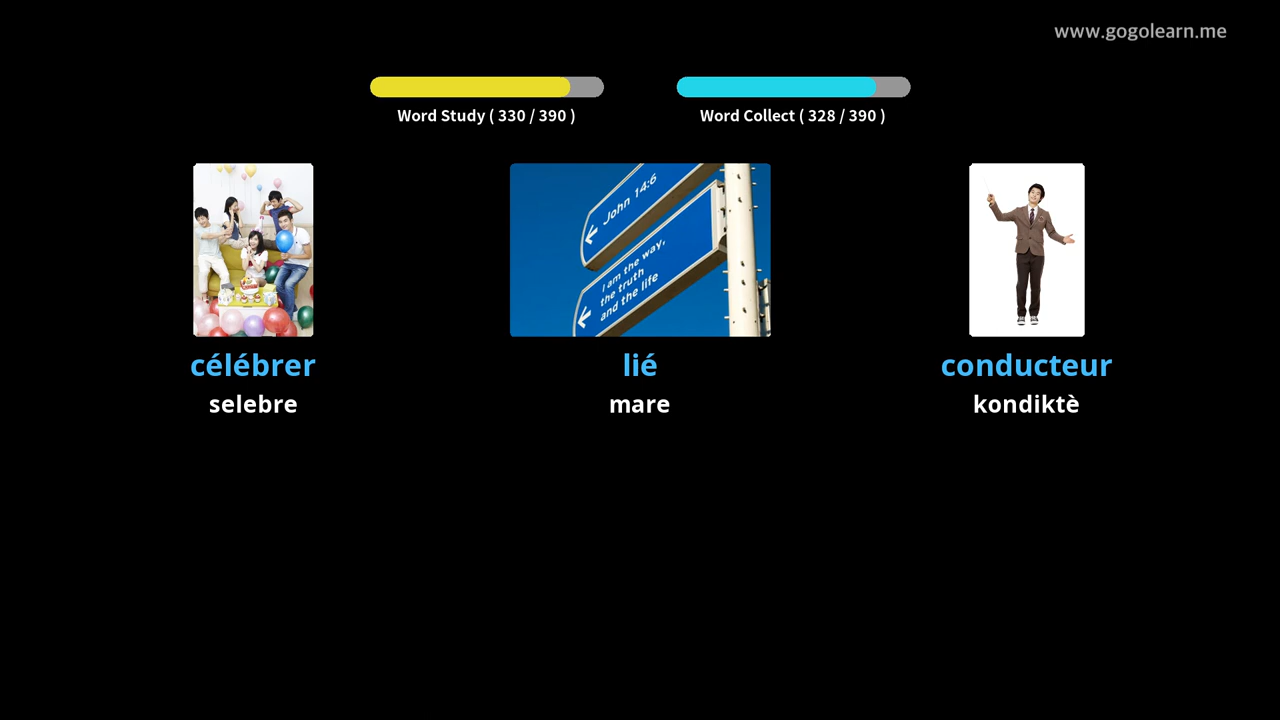 www.gogolearn.me
Word Study ( 330 / 390 )
Word Collect ( 328 / 390 )
John 14:6
I am the way,
the truth
and the life
célébrer
lié
conducteur
selebre
mare
kondiktè